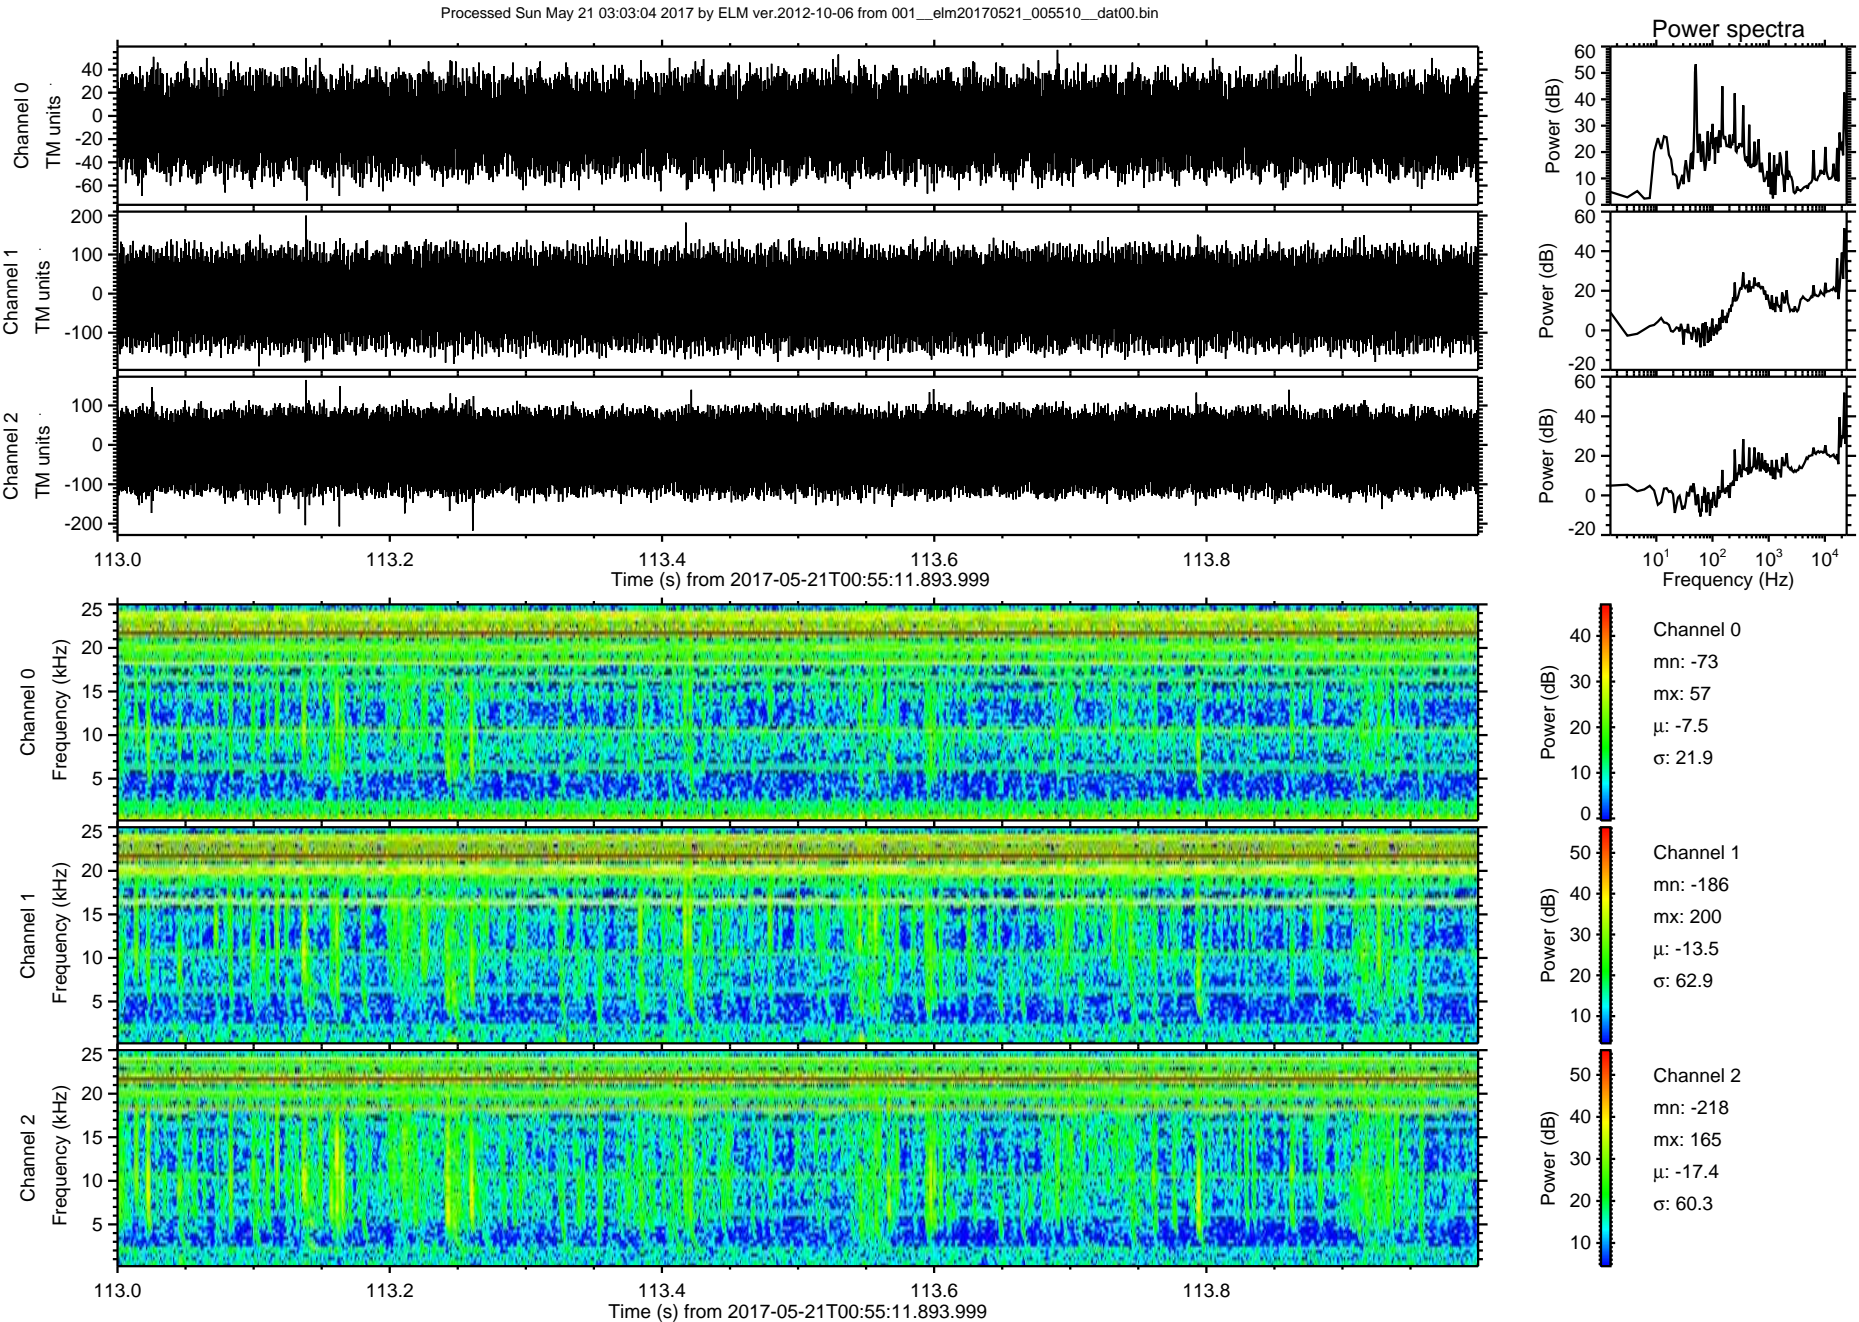 Processed Sun May 21 03:03:04 2017 by ELM ver.2012-10-06 from 001__elm20170521_005510__dat00.bin
Power spectra
Channel 0
TM units
40
20
0
-20
-40
-60
Power (dB)
60
50
40
30
20
10
0
Channel 1
TM units
200
100
0
-100
Power (dB)
60
40
20
0
-20
Channel 2
TM units
100
0
-100
-200
Power (dB)
60
40
20
0
-20
113.0 113.2 113.4 113.6 113.8
Time (s) from 2017-05-21T00:55:11.893.999
10^1 10^2 10^3 10^4
Frequency (Hz)
Channel 0
Frequency (kHz)
25
20
15
10
5
Power (dB)
40
30
20
10
0
Channel 0
mn: -73
mx: 57
μ: -7.5
σ: 21.9
Channel 1
Frequency (kHz)
25
20
15
10
5
Power (dB)
50
40
30
20
10
Channel 1
mn: -186
mx: 200
μ: -13.5
σ: 62.9
Channel 2
Frequency (kHz)
25
20
15
10
5
Power (dB)
50
40
30
20
10
Channel 2
mn: -218
mx: 165
μ: -17.4
σ: 60.3
113.0 113.2 113.4 113.6 113.8
Time (s) from 2017-05-21T00:55:11.893.999